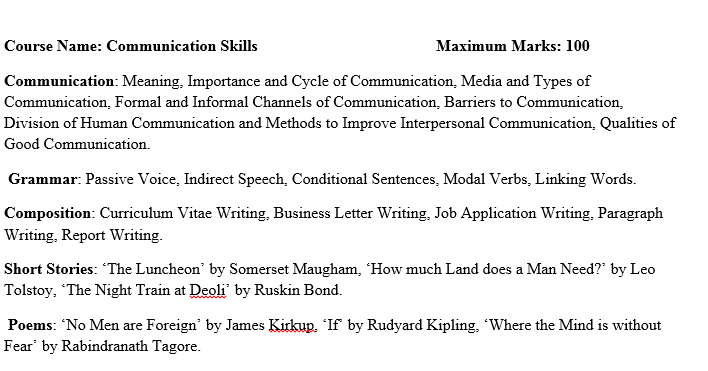 Course Name: Communication Skills Maximum Marks: 100
Communication: Meaning, Importance and Cycle of Communication, Media and Types of
Communication, Formal and Informal Channels of Communication, Barriers to Communication,
Division of Human Communication and Methods to Improve Interpersonal Communication, Qualities of
Good Communication.
Grammar: Passive Voice, Indirect Speech, Conditional Sentences, Modal Verbs, Linking Words.
Composition: Curriculum Vitae Writing, Business Letter Writing, Job Application Writing, Paragraph
Writing, Report Writing.
Short Stories: ‘The Luncheon’ by Somerset Maugham, ‘How much Land does a Man Need?’ by Leo
Tolstoy, ‘The Night Train at Deoli’ by Ruskin Bond.
Poems: ‘No Men are Foreign’ by James Kirkup, ‘If’ by Rudyard Kipling, ‘Where the Mind is without
Fear’ by Rabindranath Tagore.